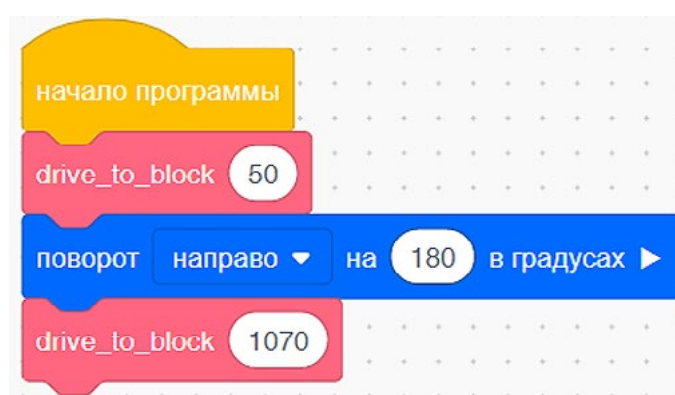 начало программы
drive_to_block 50
поворот направо на 180 в градусах
drive_to_block 1070